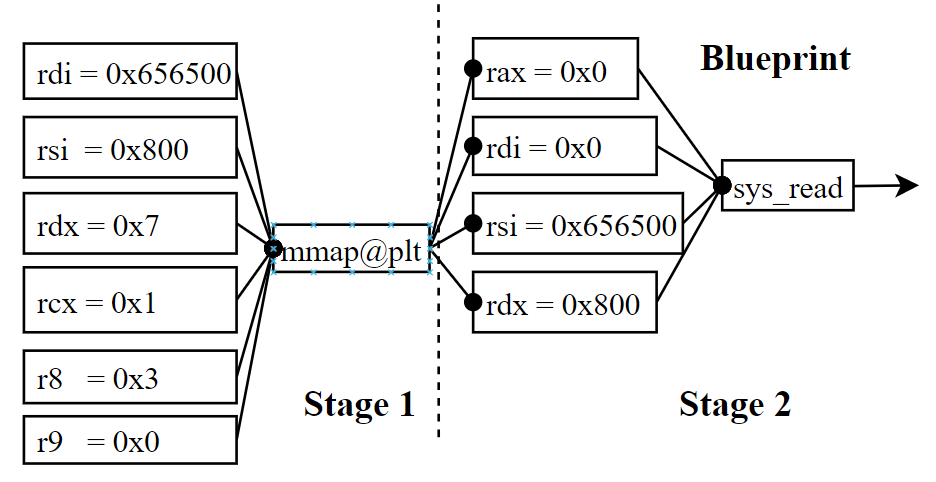 rdi = 0x656500
rsi = 0x800
rdx = 0x7
rcx = 0x1
r8 = 0x3
r9 = 0x0
mmap@plt
Stage 1
Blueprint
rax = 0x0
rdi = 0x0
rsi = 0x656500
rdx = 0x800
sys_read
Stage 2